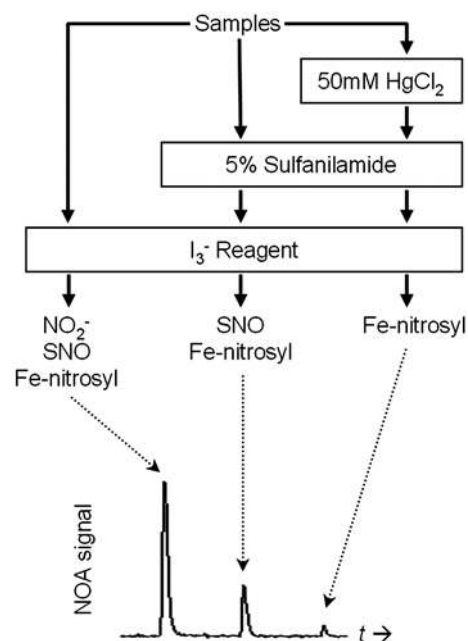 Samples
50mM HgCl₂
5% Sulfanilamide
I₃⁻ Reagent
NO₂⁻
SNO
Fe-nitrosyl
SNO
Fe-nitrosyl
Fe-nitrosyl
NOA signal
t →